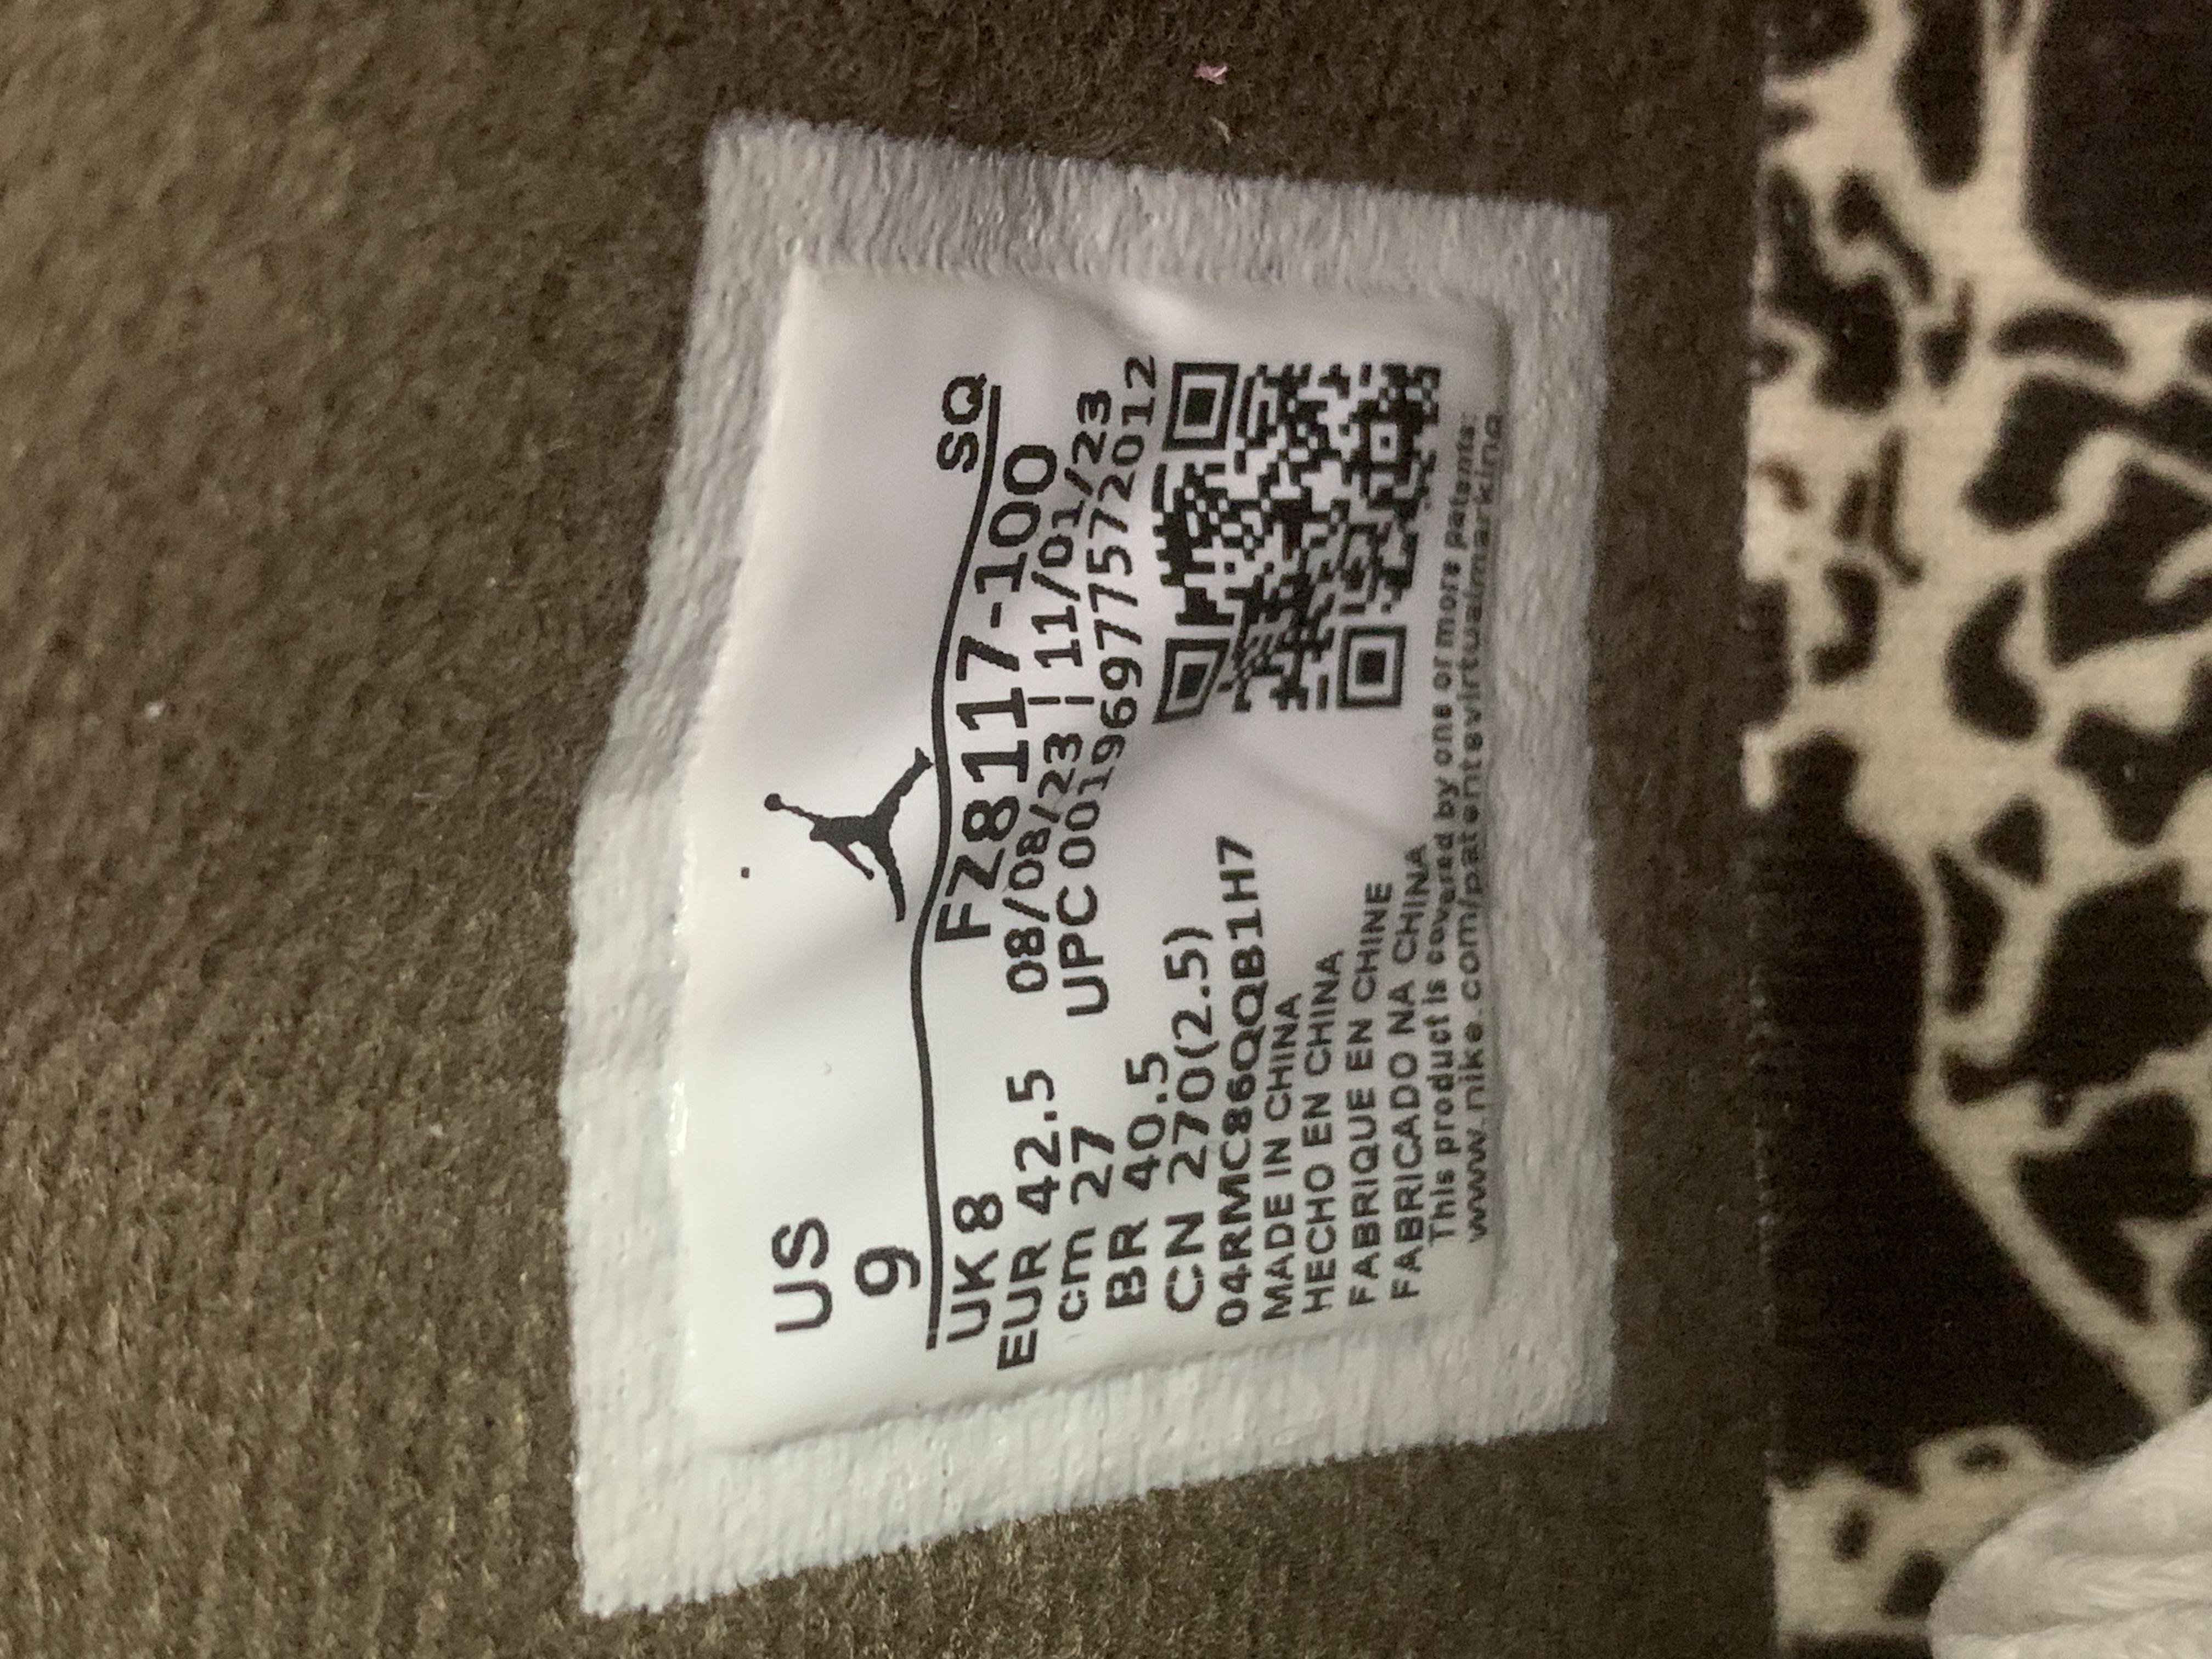 US
9
SQ
UK 8
FZ8117-100
EUR 42.5
08/08/23 11/01/23
cm 27
UPC 00196977572012
BR 40.5
CN 270(2.5)
04RMC86QQB1H7
MADE IN CHINA
HECHO EN CHINA
FABRIQUE EN CHINE
FABRICADO NA CHINA
This product is covered by one or more patents:
www.nike.com/patentsvirtualmarking